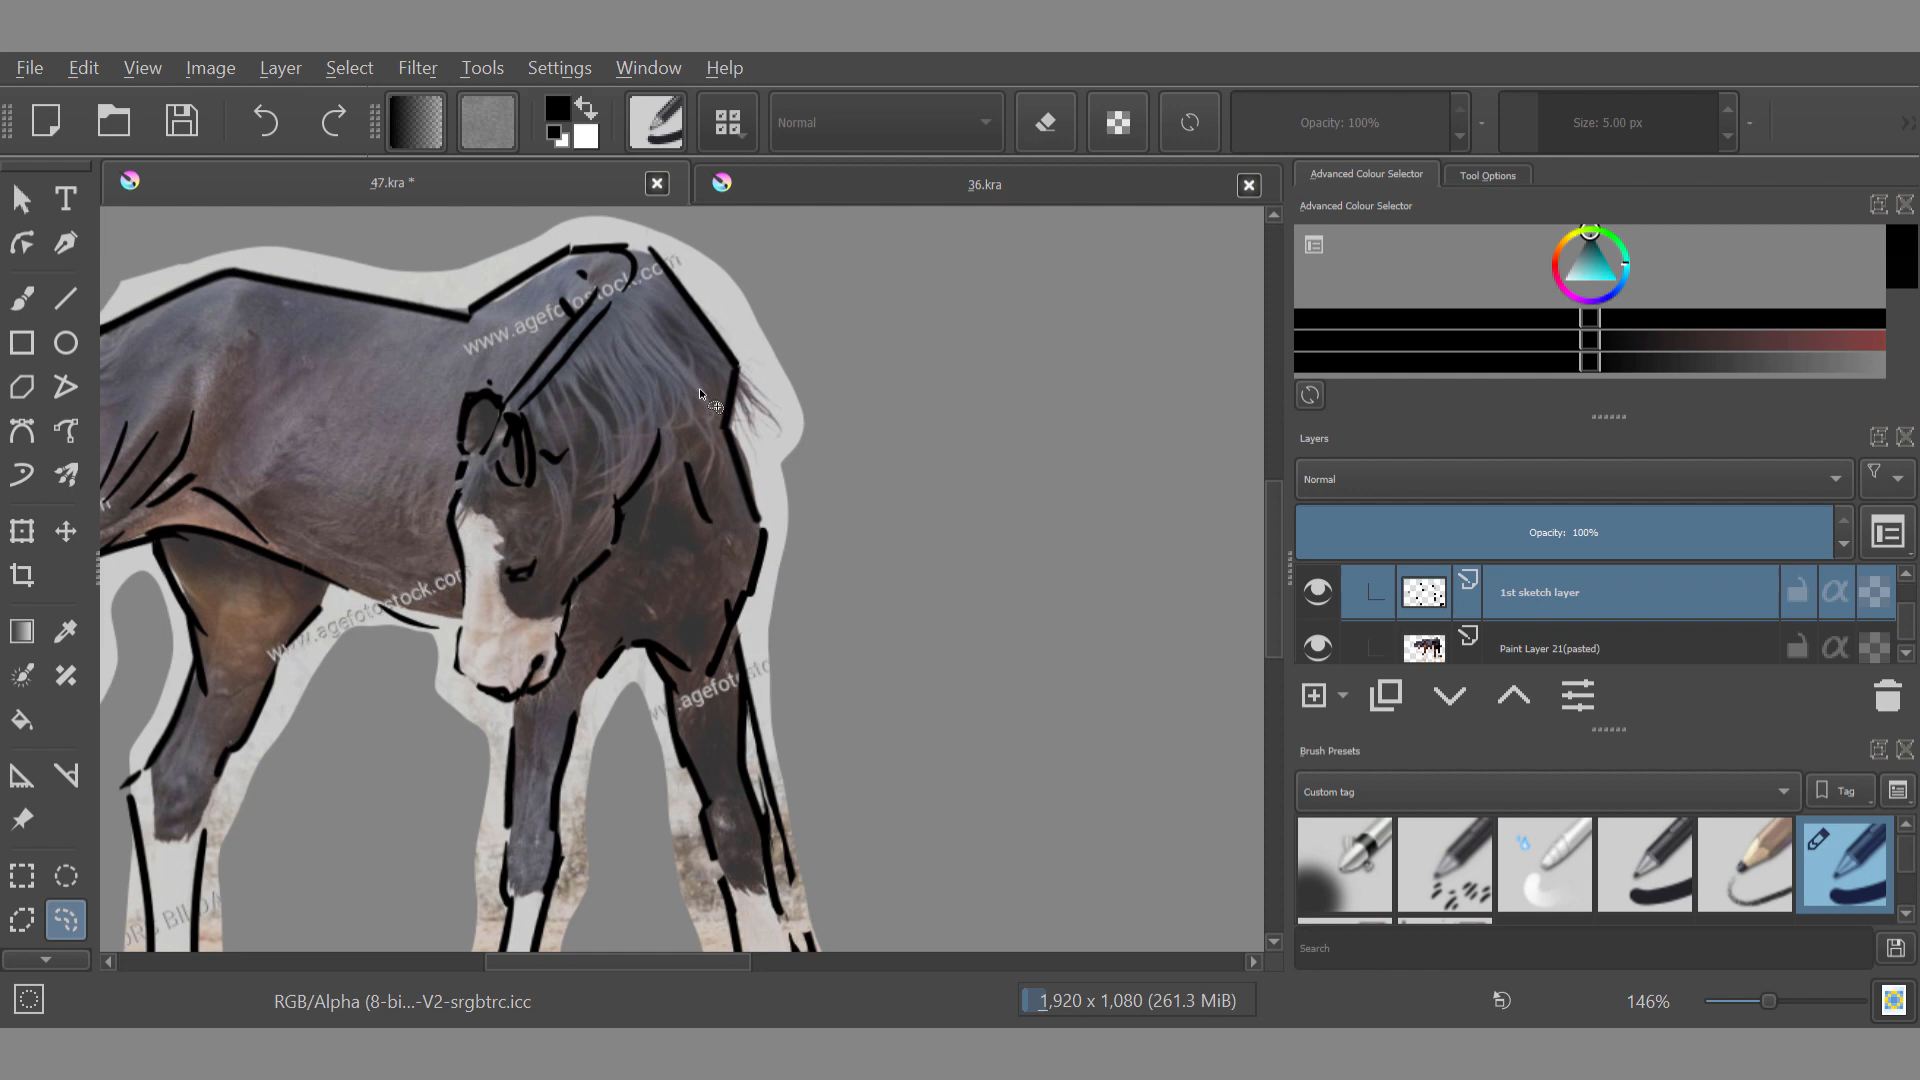 File Edit View Image Layer Select Filter Tools Settings Window Help
Normal
Opacity: 100%
Size: 5.00 px
47.kra *
36.kra
Advanced Colour Selector
Tool Options
Advanced Colour Selector
www.agefotostock.com
Layers
Normal
Opacity: 100%
1st sketch layer
www.agefotostock.com
Paint Layer 21(pasted)
Brush Presets
Custom tag
Tag
Search
RGB/Alpha (8-bi...-V2-srgbtrc.icc
1,920 x 1,080 (261.3 MiB)
146%